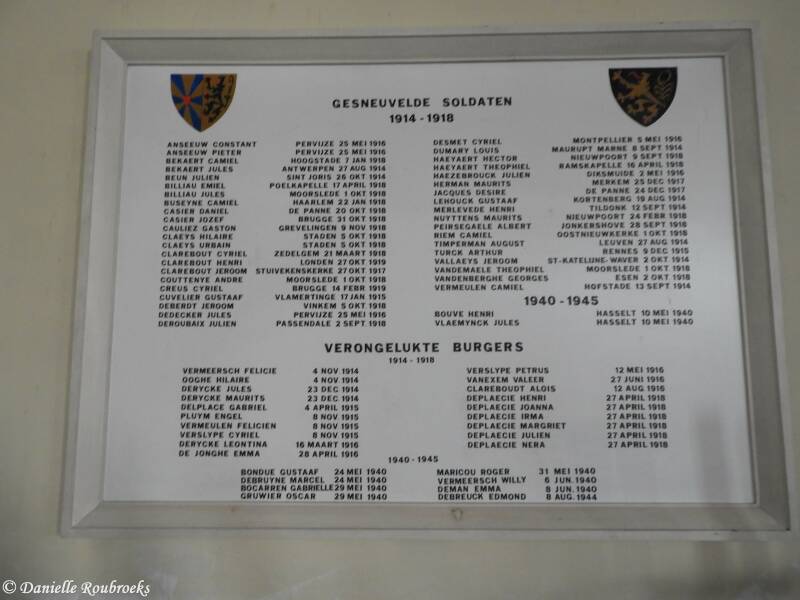 GESNEUVELDE SOLDATEN
1914 - 1918
ANSEEUW CONSTANT PERVIJZE 25 MEI 1916
ANSEEUW PIETER PERVIJZE 25 MEI 1916
BEKAERT CAMIEL HOOGSTADE 7 JAN 1918
BEKAERT JULES ANTWERPEN 27 AUG 1914
BEUN JULIEN SINT JORIS 26 OKT 1914
BILLIAU EMIEL POELKAPELLE 17 APRIL 1918
BILLIAU JULES MOORSLEDE 1 OKT 1918
BUSEYNE CAMIEL HAARLEM 22 JAN 1918
CASIER DANIEL DE PANNE 20 OKT 1918
CASIER JOZEF BRUGGE 31 OKT 1918
CAULIEZ GASTON GREVELINGEN 9 NOV 1918
CLAEYS HILAIRE STADEN 5 OKT 1918
CLAEYS URBAIN STADEN 5 OKT 1918
CLAREBOUT CYRIEL ZEDELGEM 21 MAART 1918
CLAREBOUT HENRI LONDEN 27 OKT 1919
CLAREBOUT JEROOM STUIVEKENSKERKE 27 OKT 1917
COUTTENYE ANDRE MOORSLEDE 1 OKT 1918
CREUS CYRIEL BRUGGE 14 FEBR 1919
CUVELIER GUSTAAF VLAMERTINGE 17 JAN 1915
DEBERDT JEROOM VINKEM 5 OKT 1918
DEDECKER JULES PERVIJZE 25 MEI 1916
DEROUBAIX JULIEN PASSENDALE 2 SEPT 1918
DESMET CYRIEL MONTPELLIER 5 MEI 1916
DUMARY LOUIS MAURUPT MARNE 8 SEPT 1914
HAEYAERT HECTOR NIEUWPOORT 9 SEPT 1918
HAEYAERT THEOPHIEL RAMSKAPELLE 16 APRIL 1918
HAEZEBROUCK JULIEN DIKSMUIDE 2 MEI 1916
HERMAN MAURITS MERKEM 25 DEC 1917
JACQUES DESIRE DE PANNE 24 DEC 1917
LEHOUCK GUSTAAF KORTENBERG 19 AUG 1914
MERLEVEDE HENRI TILDONK 12 SEPT 1914
NUYTTENS MAURITS NIEUWPOORT 24 FEBR 1918
PEIRSEGAELE ALBERT JONKERSHOVE 28 SEPT 1918
RIEM CAMIEL OOSTNIEUWKERKE 1 OKT 1918
TIMPERMAN AUGUST LEUVEN 27 AUG 1914
TURCK ARTHUR RENNES 9 DEC 1915
VALLAEYS JEROOM ST-KATELIJNE-WAVER 2 OKT 1914
VANDEMAELE THEOPHIEL MOORSLEDE 1 OKT 1918
VANDENBERGHE GEORGES ESEN 2 OKT 1918
VERMEULEN CAMIEL HOFSTADE 13 SEPT 1914
1940 - 1945
BOUVE HENRI HASSELT 10 MEI 1940
VLAEMYNCK JULES HASSELT 10 MEI 1940
VERONGELUKTE BURGERS
1914 - 1918
VERMEERSCH FELICIE 4 NOV 1914
OOGHE HILAIRE 4 NOV 1914
DERYCKE JULES 23 DEC 1914
DERYCKE MAURITS 23 DEC 1914
DELPLACE GABRIEL 4 APRIL 1915
PLUYM ENGEL 8 NOV 1915
VERMEULEN FELICIEN 8 NOV 1915
VERSLYPE CYRIEL 8 NOV 1915
DERYCKE LEONTINA 16 MAART 1916
DE JONGHE EMMA 28 APRIL 1916
VERSLYPE PETRUS 12 MEI 1916
VANEXEM VALEER 27 JUNI 1916
CLAREBOUDT ALOIS 12 AUG 1916
DEPLAECIE HENRI 27 APRIL 1918
DEPLAECIE JOANNA 27 APRIL 1918
DEPLAECIE IRMA 27 APRIL 1918
DEPLAECIE MARGRIET 27 APRIL 1918
DEPLAECIE JULIEN 27 APRIL 1918
DEPLAECIE NERA 27 APRIL 1918
1940 - 1945
BONDUE GUSTAAF 24 MEI 1940
DEBRUYNE MARCEL 24 MEI 1940
BOCARREN GABRIELLE 29 MEI 1940
GRUWIER OSCAR 29 MEI 1940
MARICOU ROGER 31 MEI 1940
VERMEERSCH WILLY 6 JUN. 1940
DEMAN EMMA 8 JUN. 1940
DEBREUCK EDMOND 8 AUG. 1944
© Danielle Roubroeks